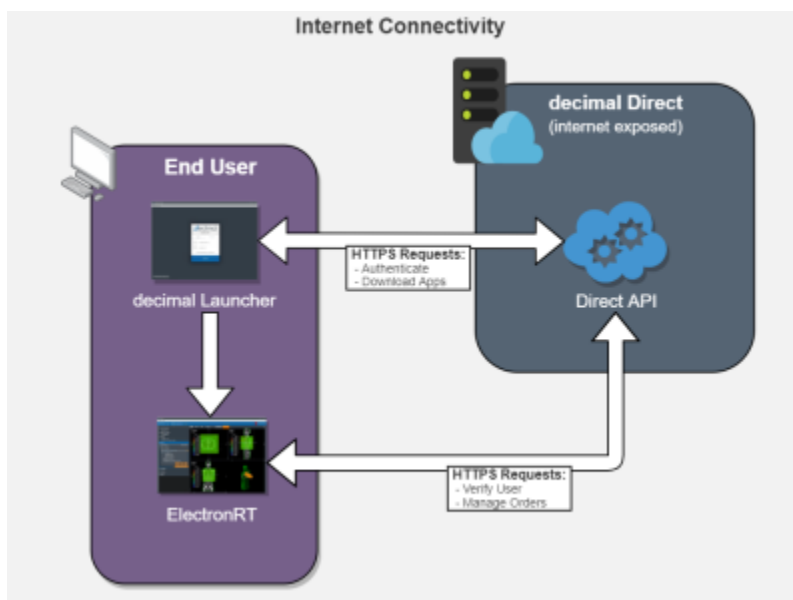 Internet Connectivity
decimal Direct
(internet exposed)
End User
HTTPS Requests:
- Authenticate
- Download Apps
decimal Launcher
Direct API
HTTPS Requests:
- Verify User
- Manage Orders
ElectronRT